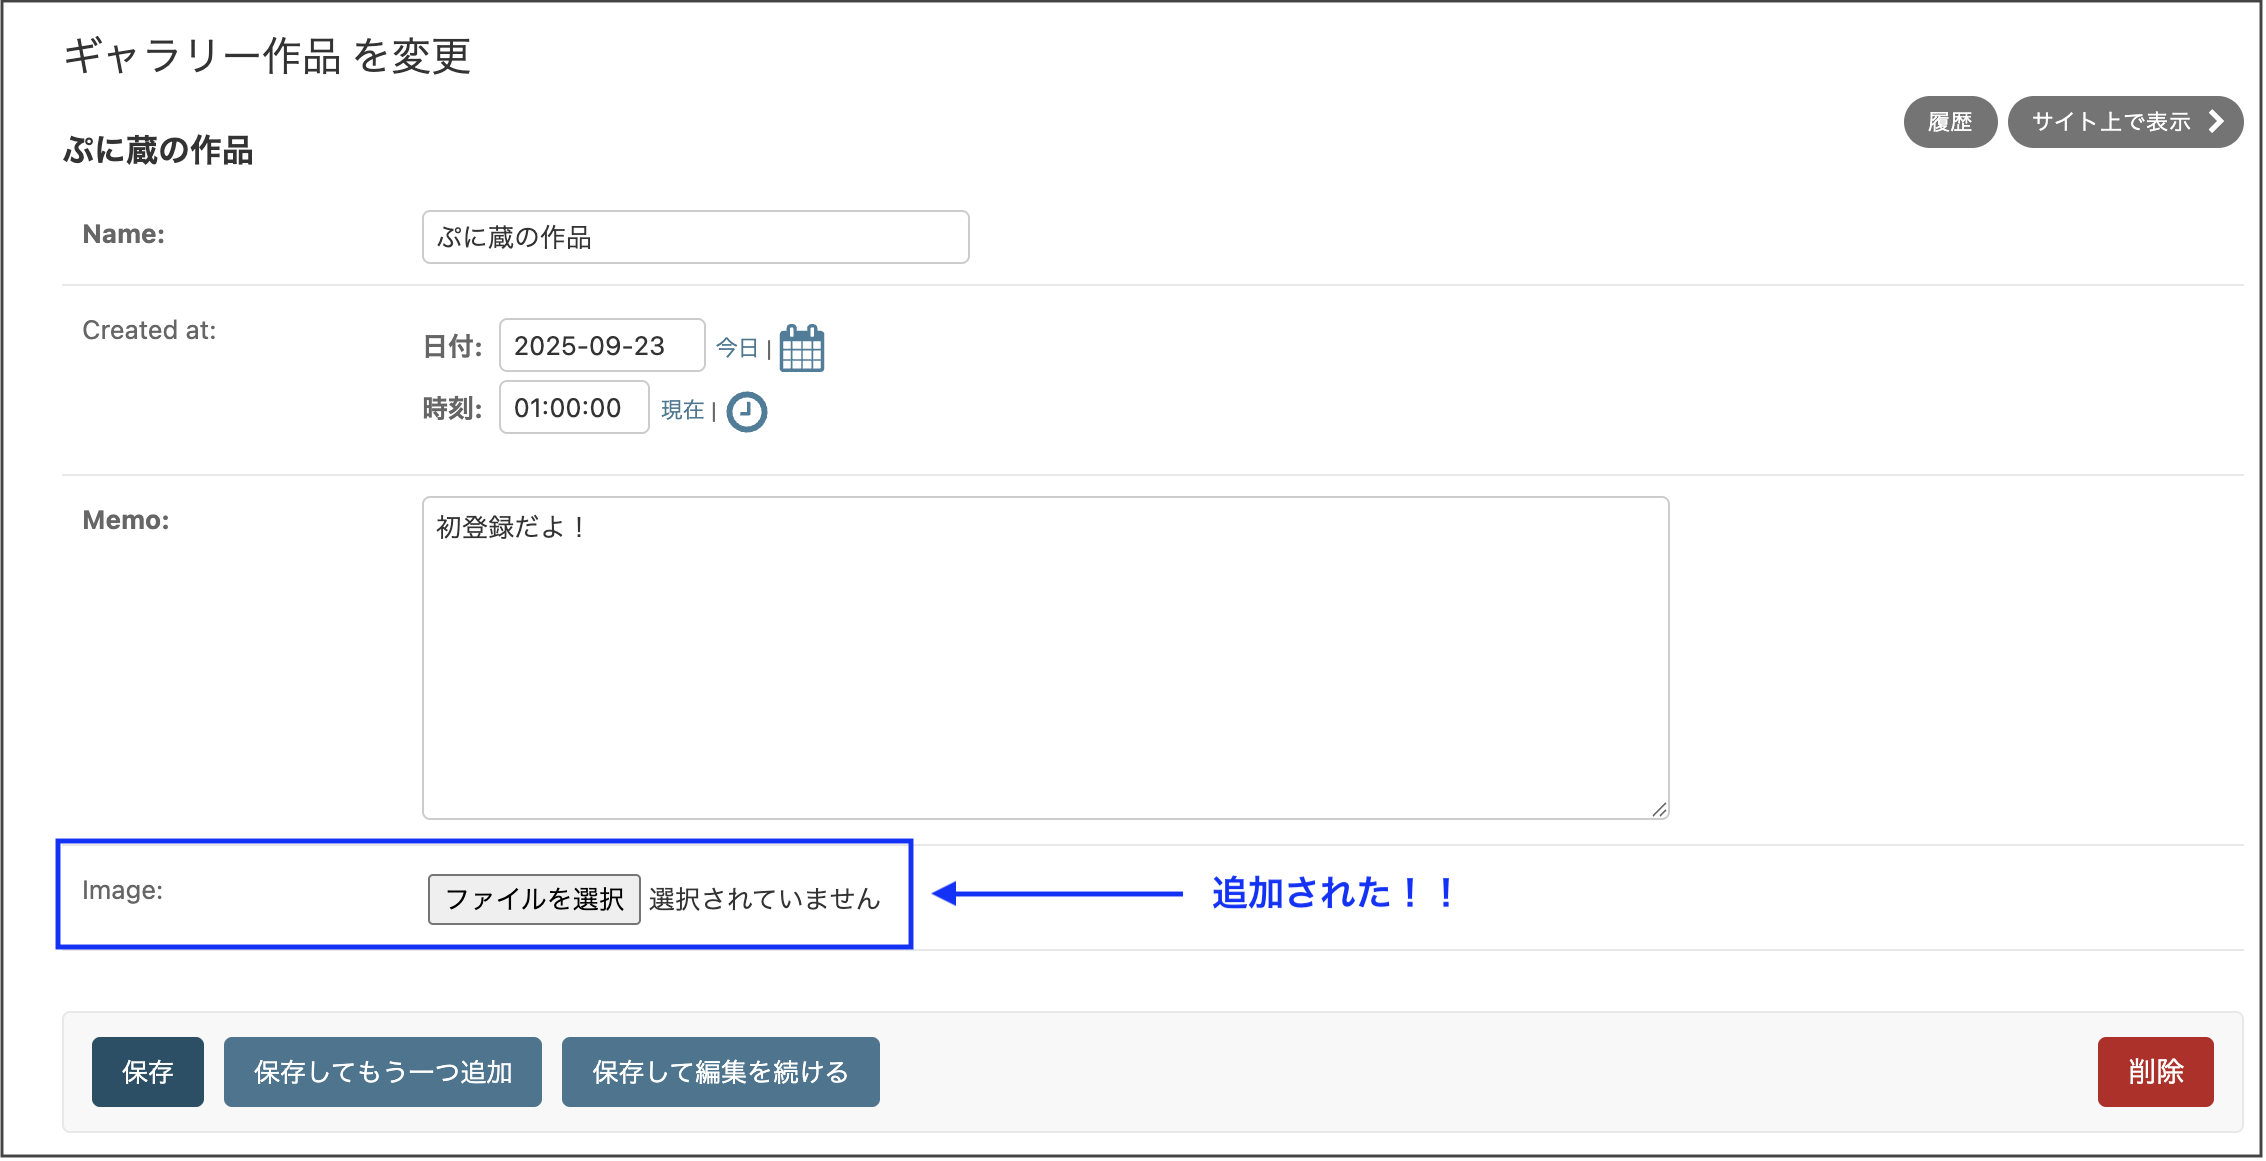 ギャラリー作品 を変更
履歴
サイト上で表示
ぷに蔵の作品
Name:
ぷに蔵の作品
Created at:
日付: 2025-09-23 今日 |
時刻: 01:00:00 現在 |
Memo:
初登録だよ！
Image:
ファイルを選択 選択されていません
追加された！！
保存
保存してもう一つ追加
保存して編集を続ける
削除